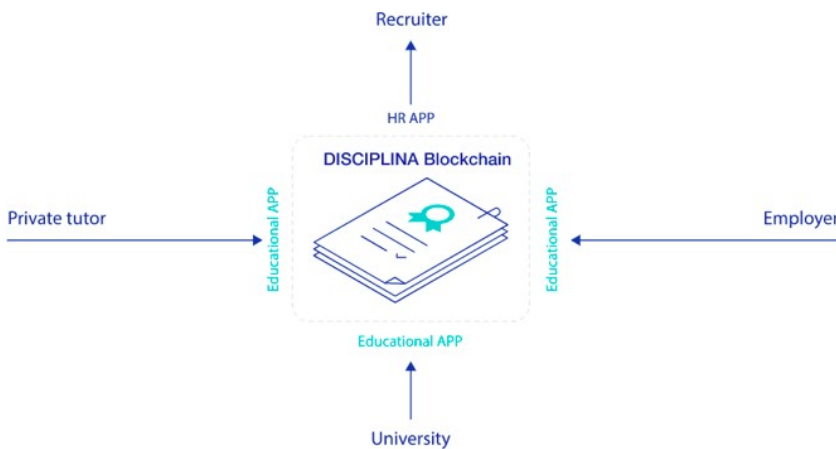 Recruiter
HR APP
DISCIPLINA Blockchain
Private tutor
Educational APP
Educational APP
Employer
Educational APP
University